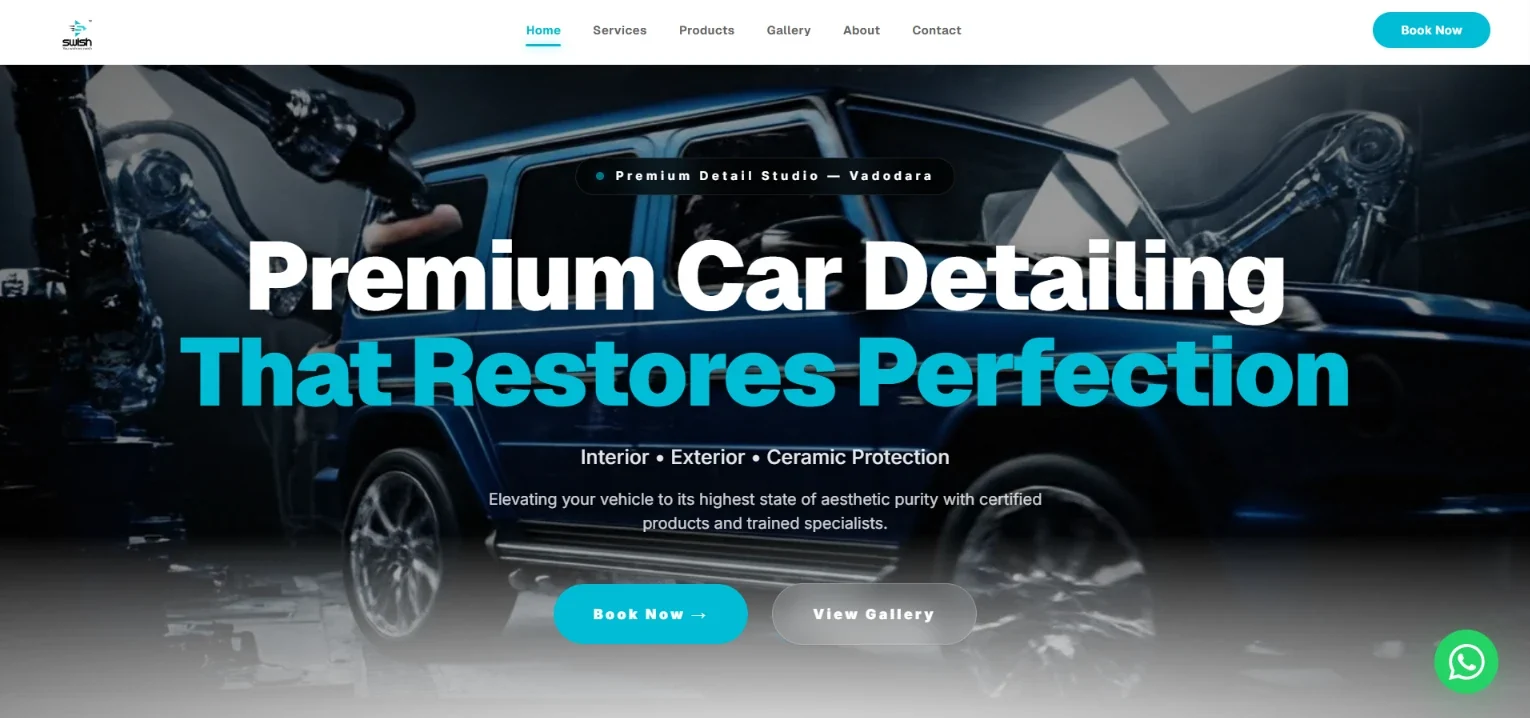 swish
Home
Services
Products
Gallery
About
Contact
Book Now
Premium Detail Studio — Vadodara
Premium Car Detailing
That Restores Perfection
Interior • Exterior • Ceramic Protection
Elevating your vehicle to its highest state of aesthetic purity with certified
products and trained specialists.
Book Now →
View Gallery